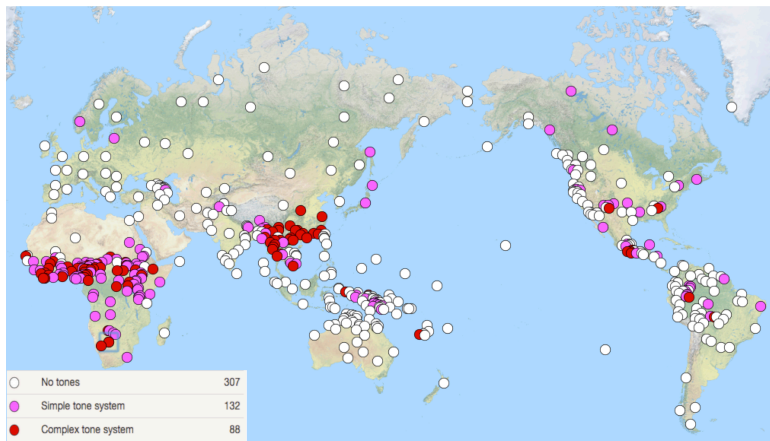 No tones 307
Simple tone system 132
Complex tone system 88